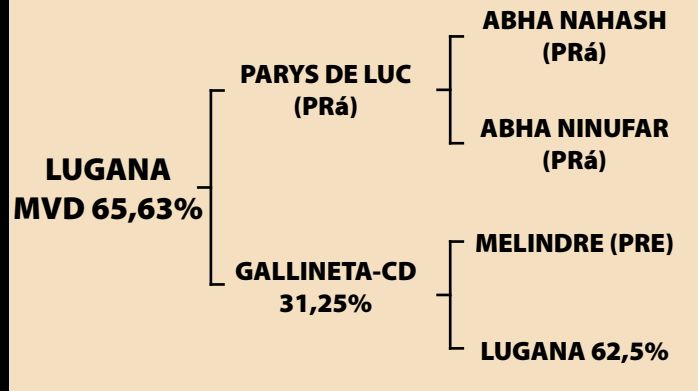 LUGANA
MVD 65,63%
PARYS DE LUC
(PRá)
GALLINETA-CD
31,25%
ABHA NAHASH
(PRá)
ABHA NINUFAR
(PRá)
MELINDRE (PRE)
LUGANA 62,5%